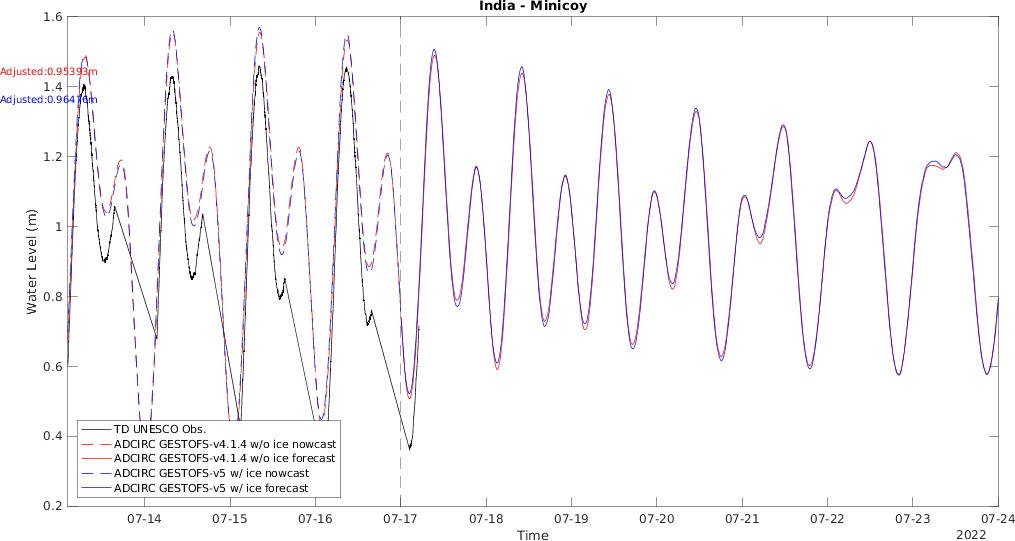 India - Minicoy
1.6
1.4
1.2
1
0.8
0.6
0.4
0.2
Water Level (m)
Adjusted:0.95393m
Adjusted:0.96476m
TD UNESCO Obs.
ADCIRC GESTOFS-v4.1.4 w/o ice nowcast
ADCIRC GESTOFS-v4.1.4 w/o ice forecast
ADCIRC GESTOFS-v5 w/ ice nowcast
ADCIRC GESTOFS-v5 w/ ice forecast
07-14 07-15 07-16 07-17 07-18 07-19 07-20 07-21 07-22 07-23 07-24
Time
2022